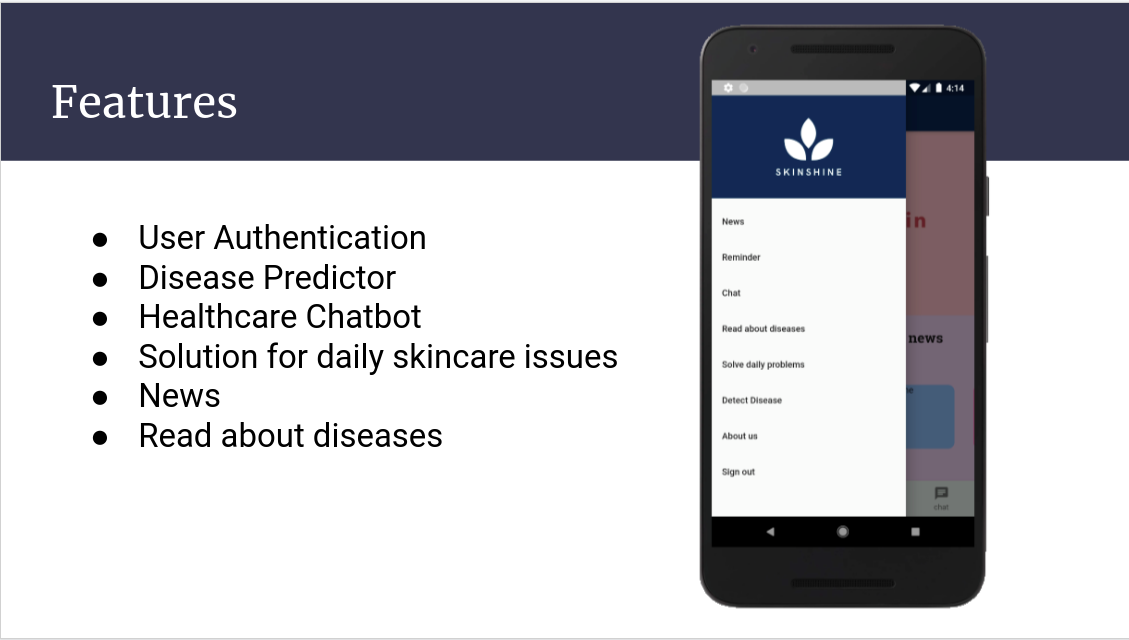 Features
● User Authentication
● Disease Predictor
● Healthcare Chatbot
● Solution for daily skincare issues
● News
● Read about diseases
4:14
SKINSHINE
News
Reminder
Chat
Read about diseases
Solve daily problems
Detect Disease
About us
Sign out
in
news
chat